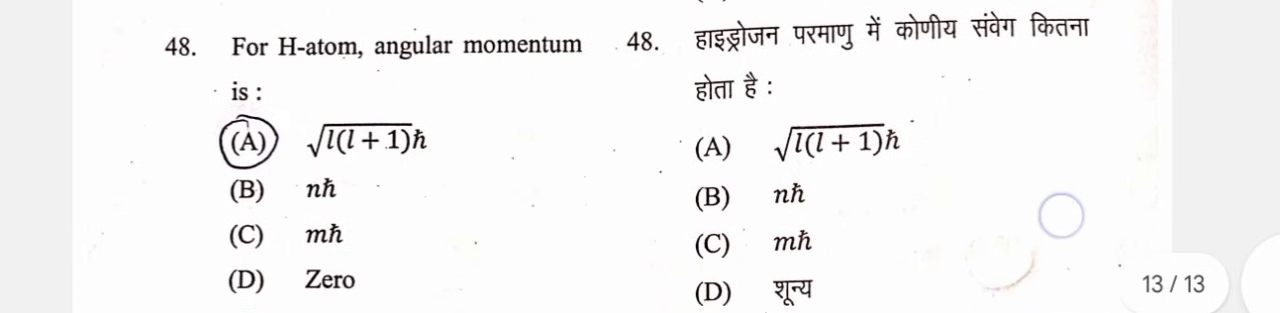 48. For H-atom, angular momentum is :
(A) √l(l + 1)ħ
(B) nħ
(C) mħ
(D) Zero
48. हाइड्रोजन परमाणु में कोणीय संवेग कितना होता है :
(A) √l(l + 1)ħ
(B) nħ
(C) mħ
(D) शून्य
13 / 13